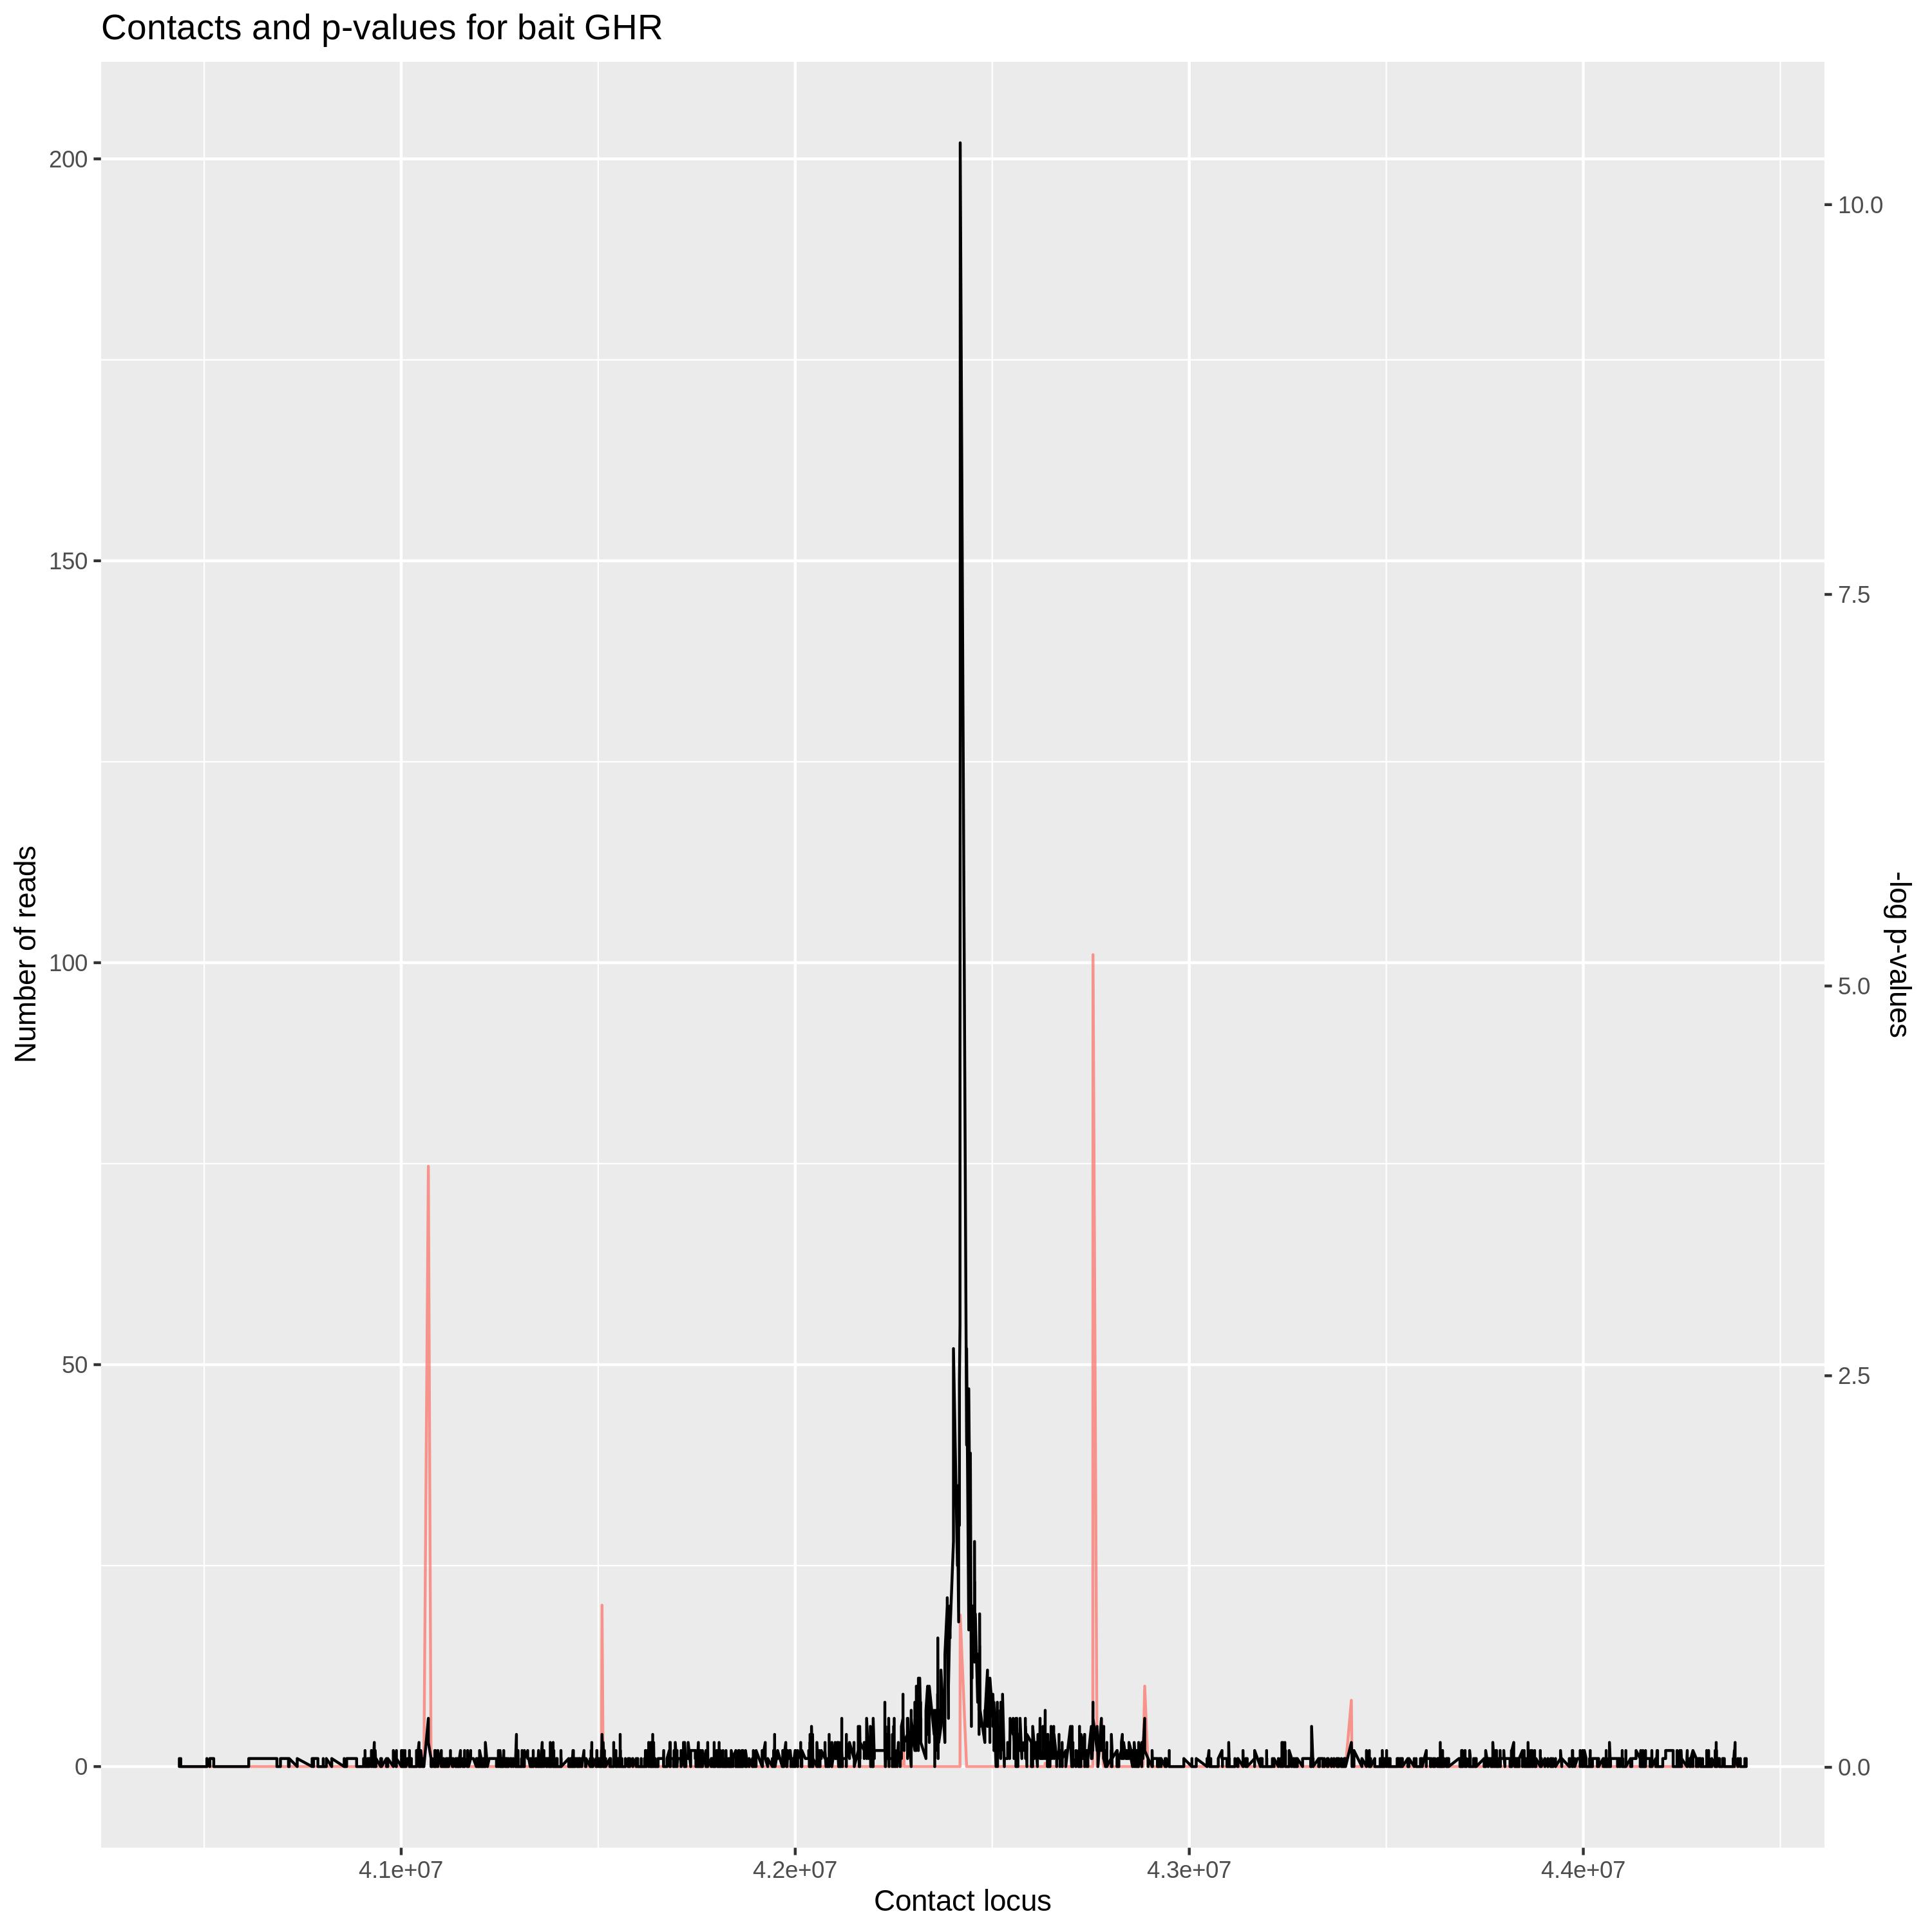 Contacts and p-values for bait GHR
200
150
100
50
0
Number of reads
10.0
7.5
5.0
2.5
0.0
-log p-values
4.1e+07
4.2e+07
4.3e+07
4.4e+07
Contact locus